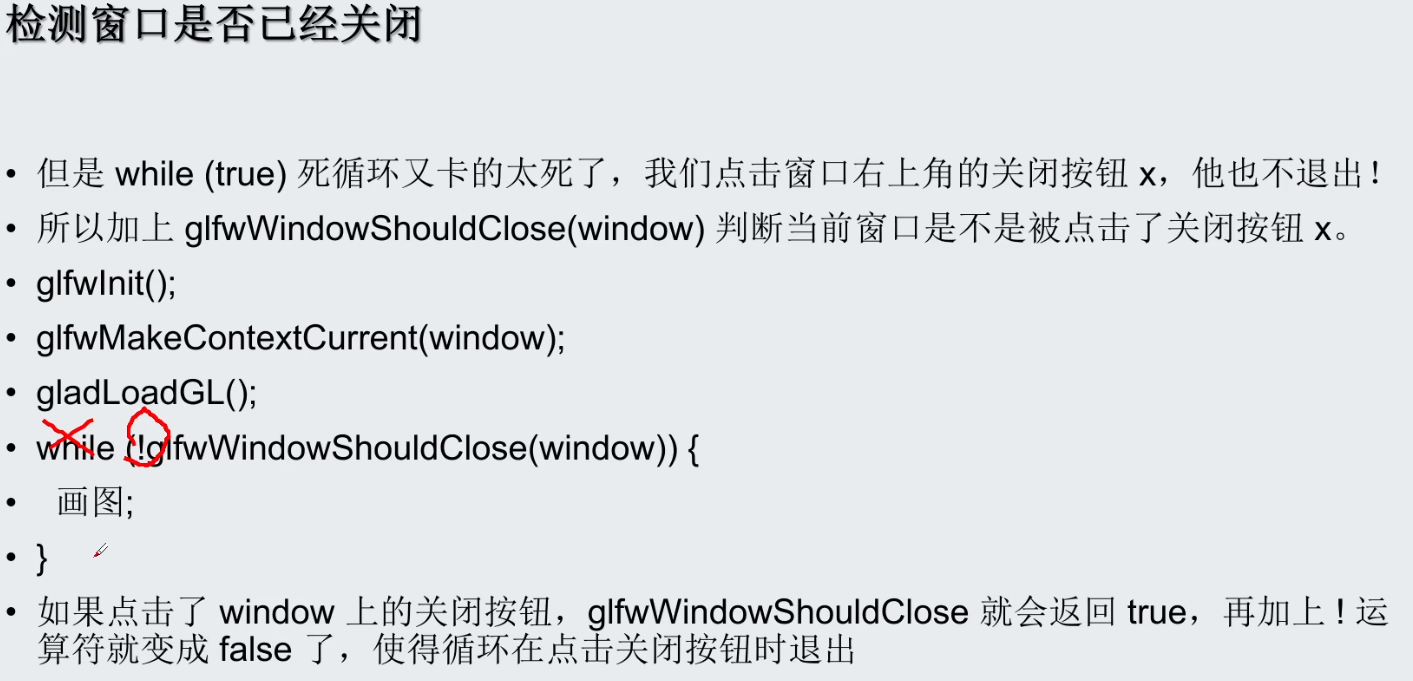 检测窗口是否已经关闭
• 但是 while (true) 死循环又卡的太死了，我们点击窗口右上角的关闭按钮 x，他也不退出！
• 所以加上 glfwWindowShouldClose(window) 判断当前窗口是不是被点击了关闭按钮 x。
• glfwInit();
• glfwMakeContextCurrent(window);
• gladLoadGL();
• while (!glfwWindowShouldClose(window)) {
• 画图;
• }
• 如果点击了 window 上的关闭按钮，glfwWindowShouldClose 就会返回 true，再加上 ! 运
算符就变成 false 了，使得循环在点击关闭按钮时退出